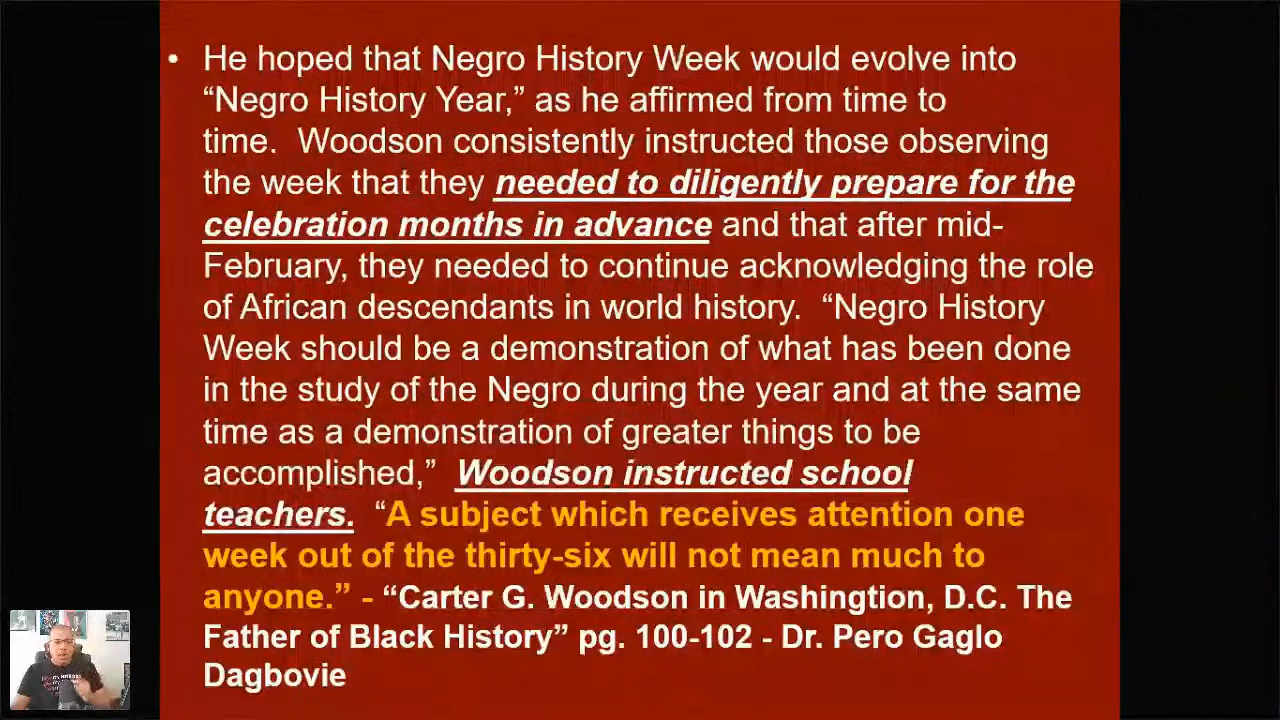 • He hoped that Negro History Week would evolve into
“Negro History Year,” as he affirmed from time to
time.  Woodson consistently instructed those observing
the week that they needed to diligently prepare for the
celebration months in advance and that after mid-
February, they needed to continue acknowledging the role
of African descendants in world history.  “Negro History
Week should be a demonstration of what has been done
in the study of the Negro during the year and at the same
time as a demonstration of greater things to be
accomplished,”  Woodson instructed school
teachers.  “A subject which receives attention one
week out of the thirty-six will not mean much to
anyone.” - “Carter G. Woodson in Washingtion, D.C. The
Father of Black History” pg. 100-102 - Dr. Pero Gaglo
Dagbovie